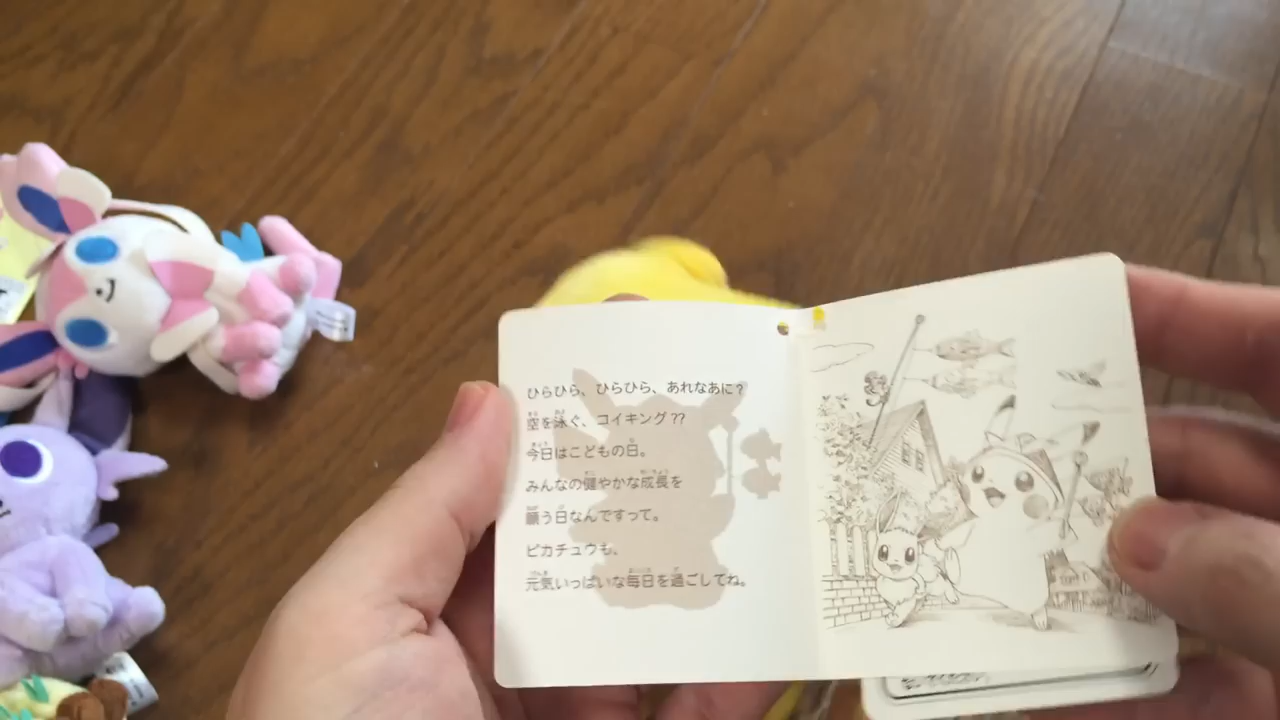 ひらひら、ひらひら、あれなあに?
空を泳ぐ、コイキング??
今日はこどもの日。
みんなの健やかな成長を
願う日なんですって。
ピカチュウも、
元気いっぱいな毎日を過ごしてね。